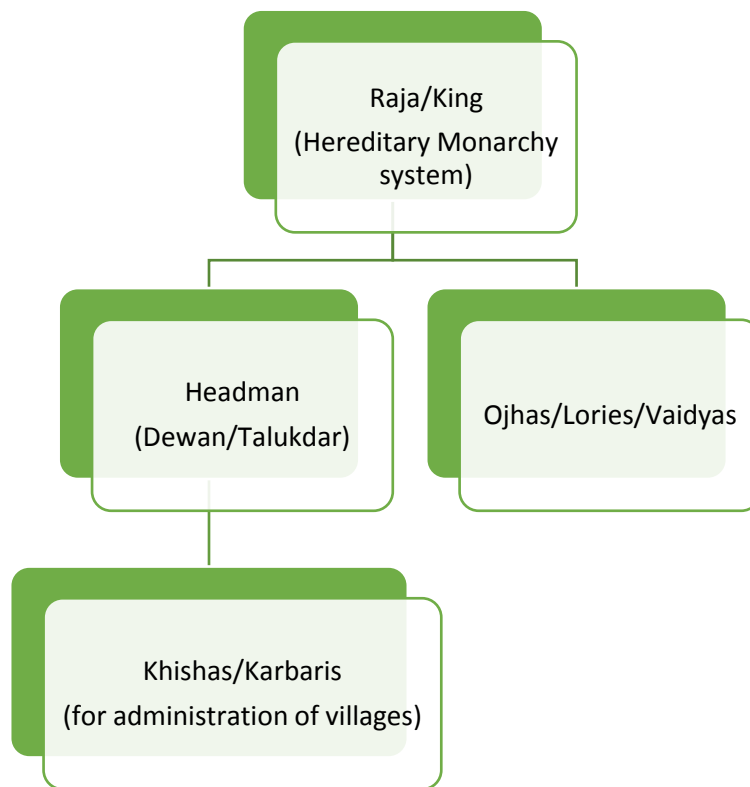 Raja/King
(Hereditary Monarchy
system)
Headman
(Dewan/Talukdar)
Ojhas/Lories/Vaidyas
Khishas/Karbaris
(for administration of villages)